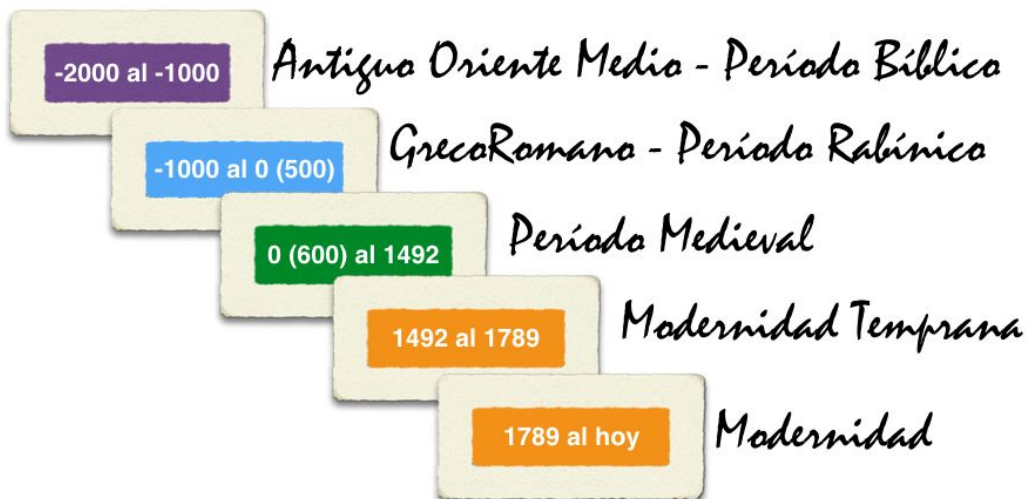 -2000 al -1000 Antiguo Oriente Medio - Período Bíblico
-1000 al 0 (500) GrecoRomano - Período Rabínico
0 (600) al 1492 Período Medieval
1492 al 1789 Modernidad Temprana
1789 al hoy Modernidad